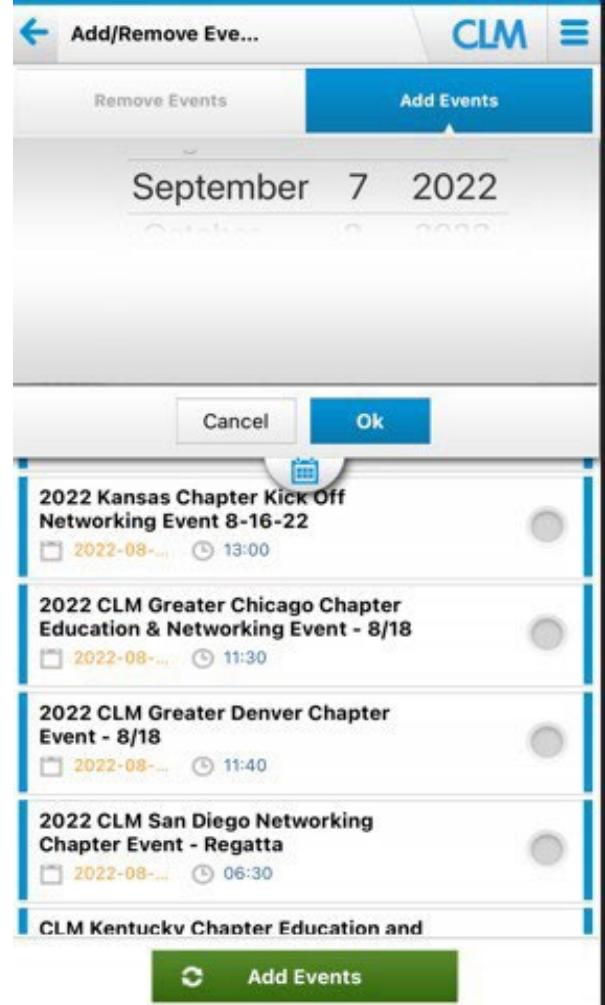 Add/Remove Eve...
CLM
Remove Events
Add Events
September 7 2022
Cancel
Ok
2022 Kansas Chapter Kick Off
Networking Event 8-16-22
2022-08-... 13:00
2022 CLM Greater Chicago Chapter
Education & Networking Event - 8/18
2022-08-... 11:30
2022 CLM Greater Denver Chapter
Event - 8/18
2022-08-... 11:40
2022 CLM San Diego Networking
Chapter Event - Regatta
2022-08-... 06:30
CLM Kentucky Chapter Education and
Add Events